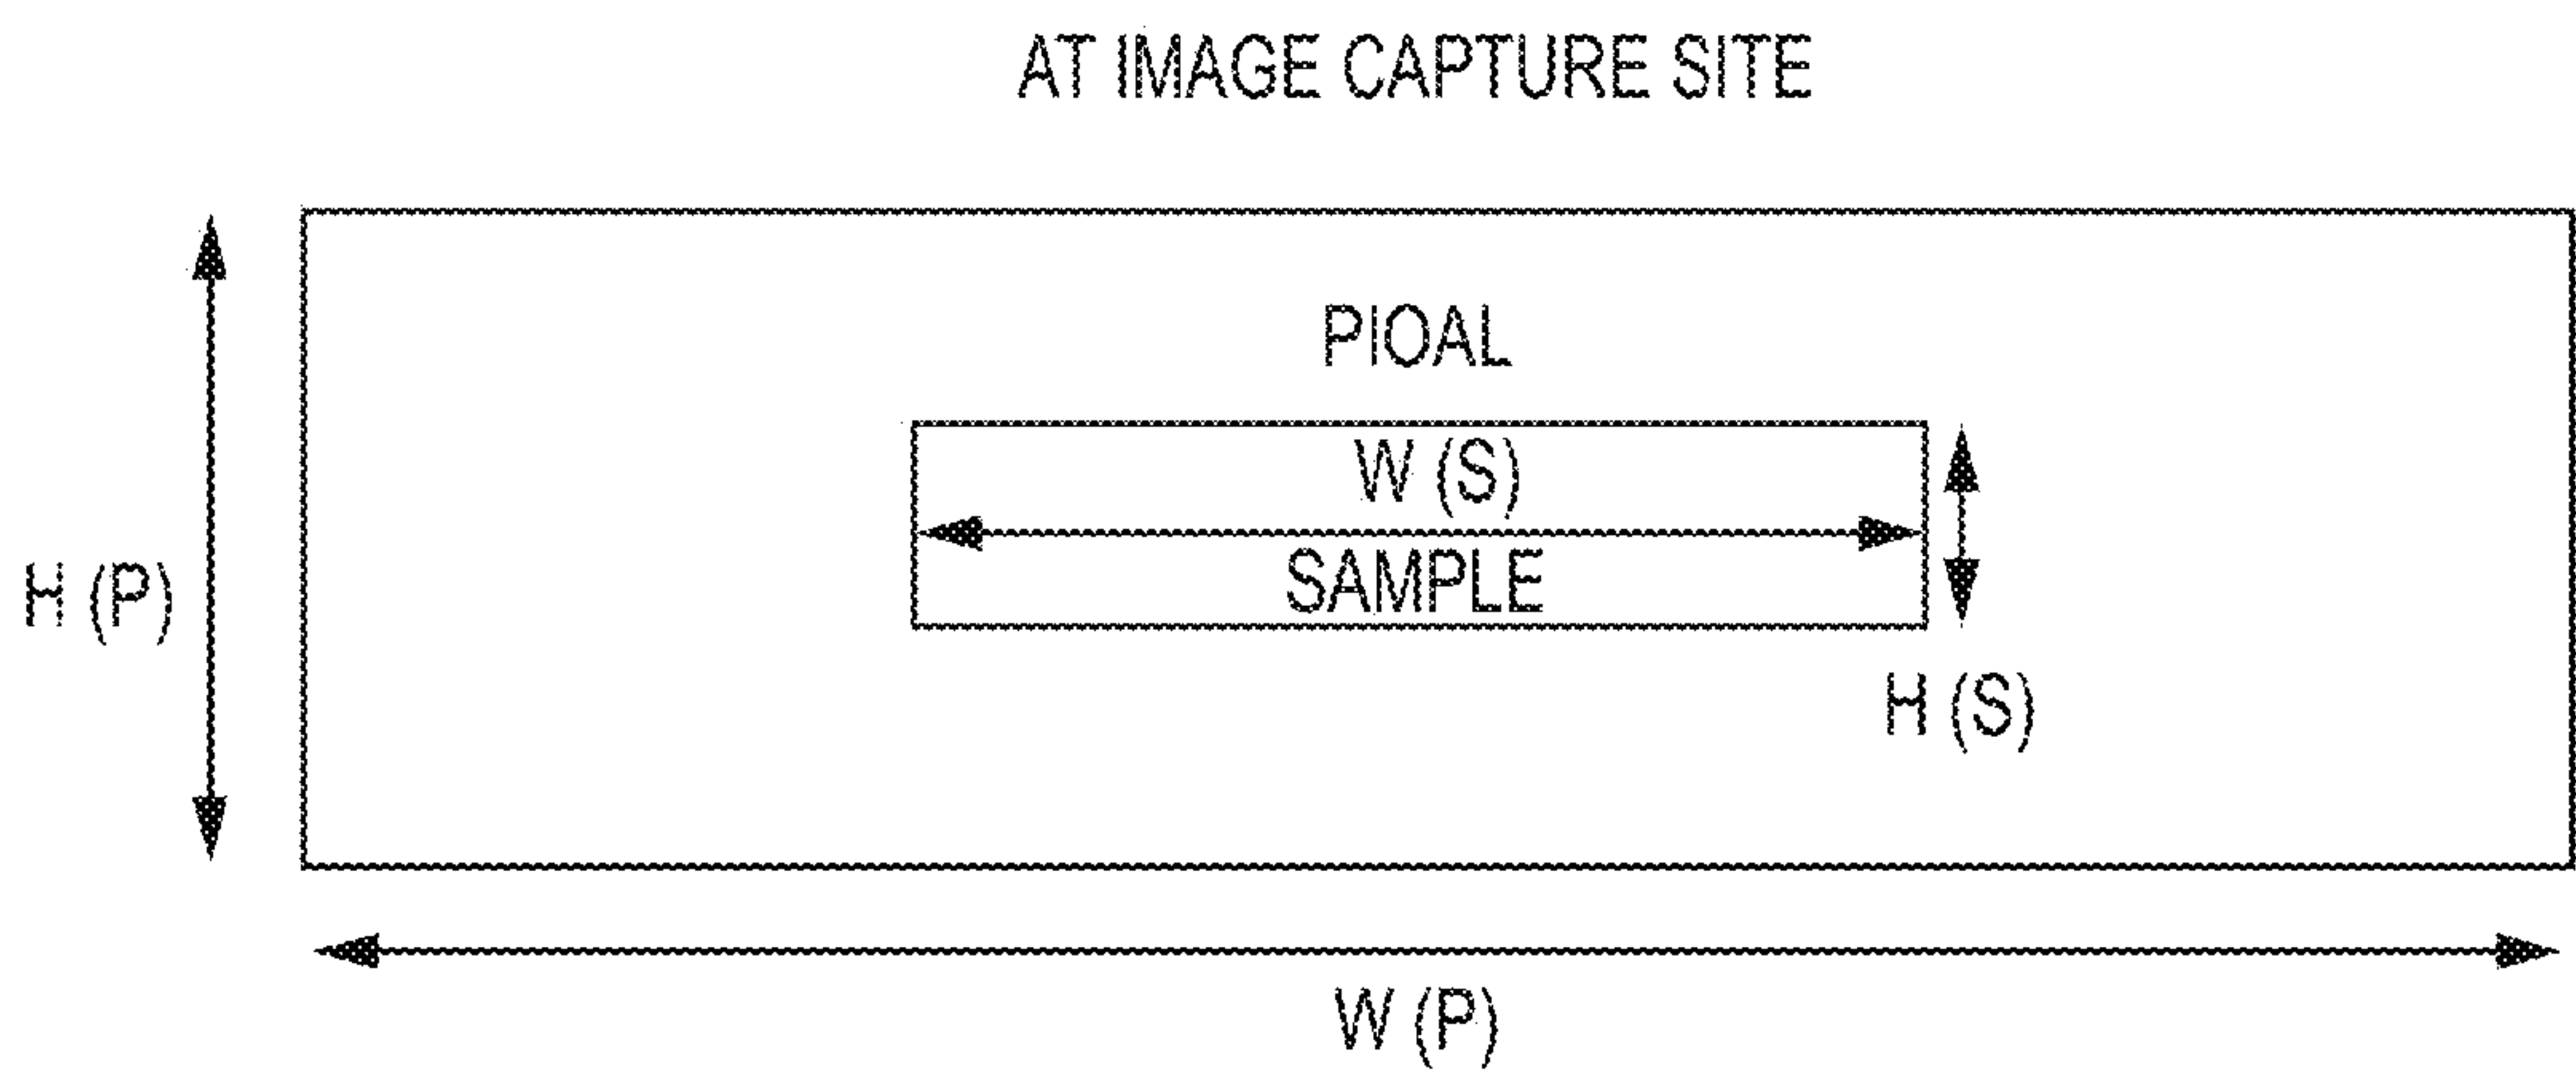 AT IMAGE CAPTURE SITE
PIOAL
W (S)
SAMPLE
H (P)
H (S)
W (P)